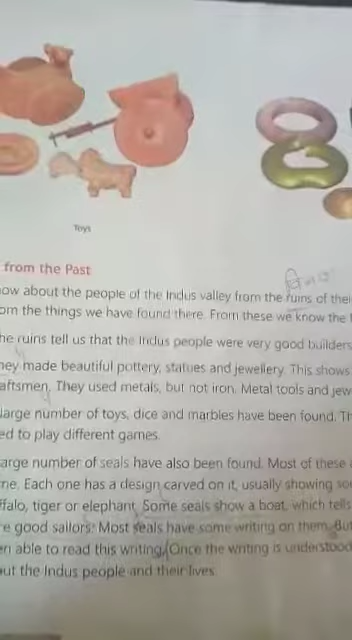 Toys
from the Past
ow about the people of the Indus valley from the ruins of thei
om the things we have found there. From these we know the
he ruins tell us that the Indus people were very good builders
hey made beautiful pottery, statues and jewellery. This shows
aftsmen. They used metals, but not iron. Metal tools and jew
large number of toys, dice and marbles have been found. Th
ed to play different games.
arge number of seals have also been found. Most of these
ne. Each one has a design carved on it, usually showing so
ffalo, tiger or elephant. Some seals show a boat, which tells
e good sailors. Most seals have some writing on them. But
en able to read this writing. Once the writing is understood
out the Indus people and their lives.